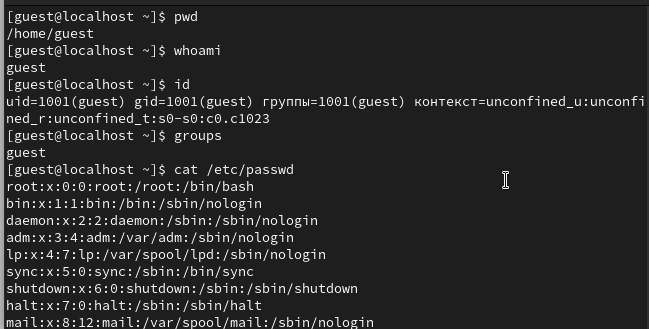 [guest@localhost ~]$ pwd
/home/guest
[guest@localhost ~]$ whoami
guest
[guest@localhost ~]$ id
uid=1001(guest) gid=1001(guest) группы=1001(guest) контекст=unconfined_u:unconfi
ned_r:unconfined_t:s0-s0:c0.c1023
[guest@localhost ~]$ groups
guest
[guest@localhost ~]$ cat /etc/passwd
root:x:0:0:root:/root:/bin/bash
bin:x:1:1:bin:/bin:/sbin/nologin
daemon:x:2:2:daemon:/sbin:/sbin/nologin
adm:x:3:4:adm:/var/adm:/sbin/nologin
lp:x:4:7:lp:/var/spool/lpd:/sbin/nologin
sync:x:5:0:sync:/sbin:/bin/sync
shutdown:x:6:0:shutdown:/sbin:/sbin/shutdown
halt:x:7:0:halt:/sbin:/sbin/halt
mail:x:8:12:mail:/var/spool/mail:/sbin/nologin